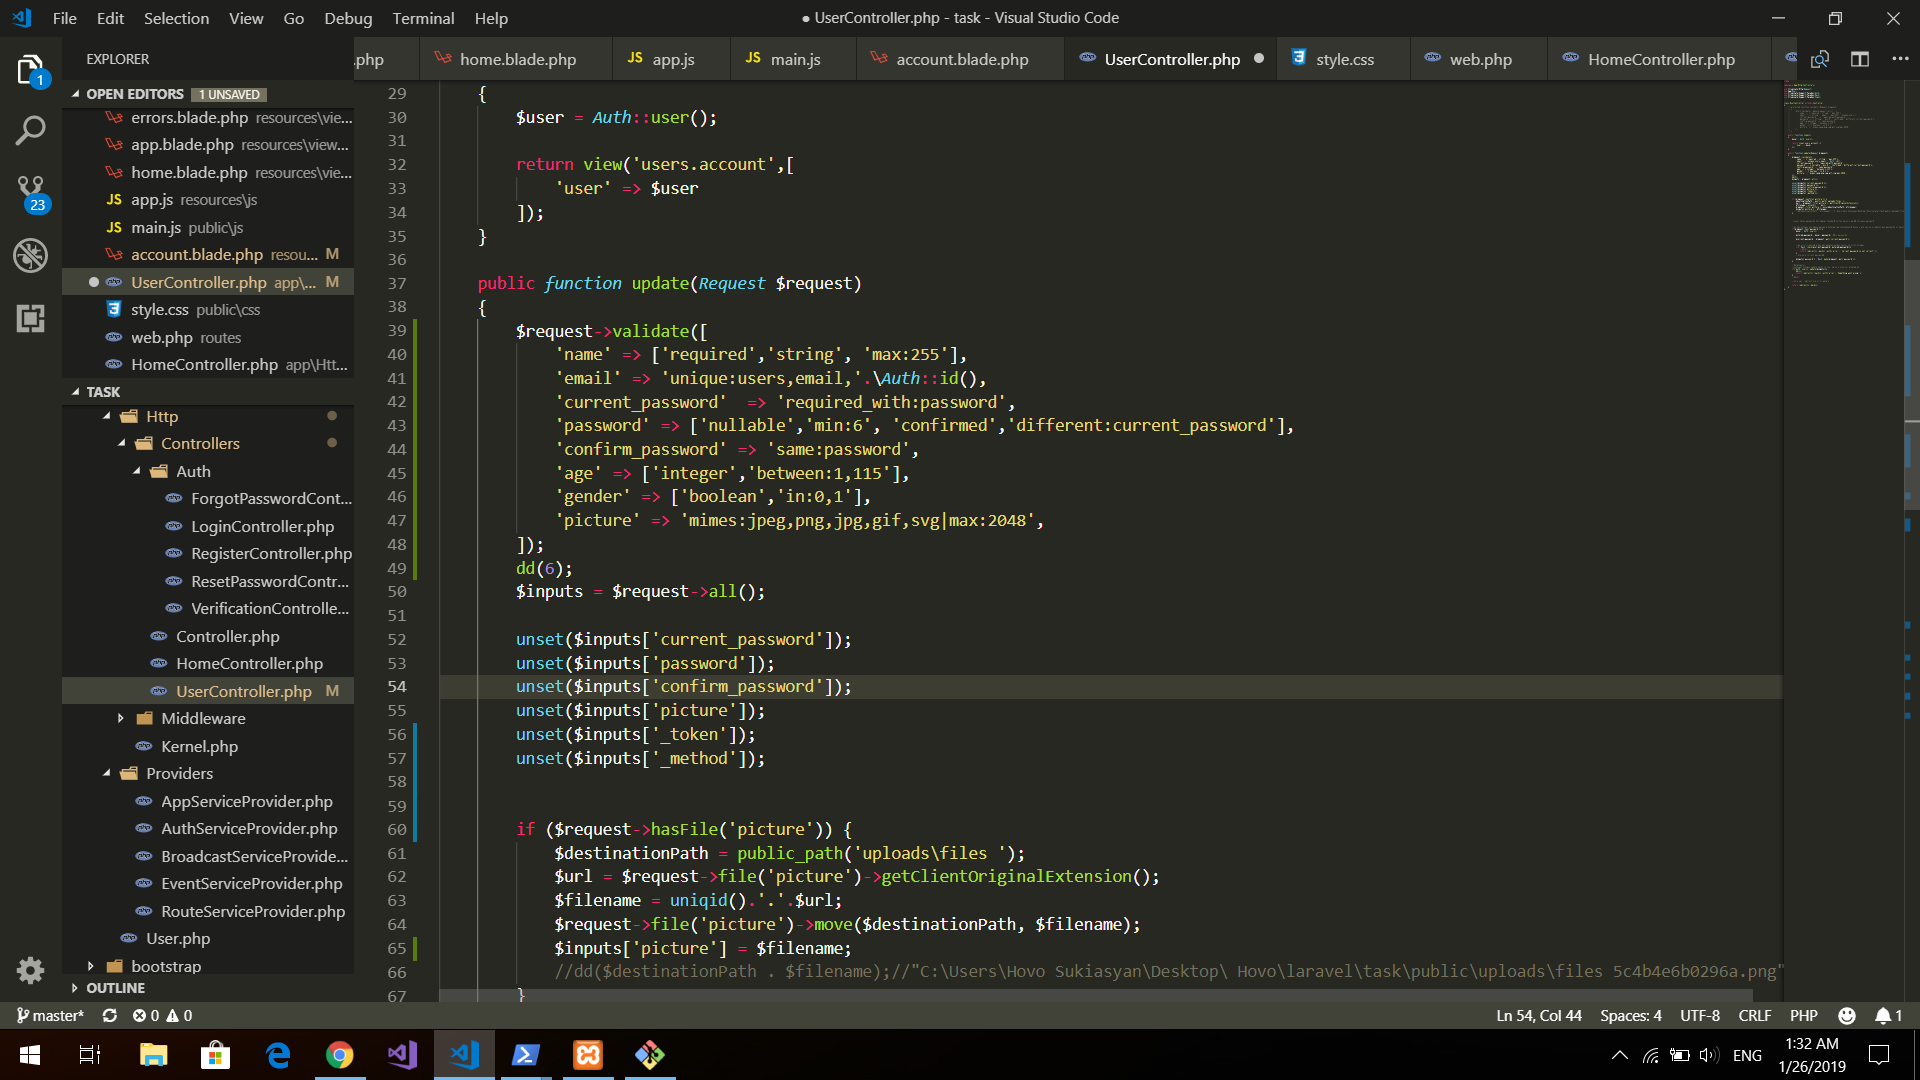 File Edit Selection View Go Debug Terminal Help
● UserController.php - task - Visual Studio Code
EXPLORER
.php home.blade.php JS app.js JS main.js account.blade.php UserController.php style.css web.php HomeController.php
OPEN EDITORS 1 UNSAVED
errors.blade.php resources\vie...
app.blade.php resources\view...
home.blade.php resources\vie...
JS app.js resources\js
JS main.js public\js
account.blade.php resou... M
UserController.php app\... M
style.css public\css
web.php routes
HomeController.php app\Htt...
TASK
Http
Controllers
Auth
ForgotPasswordCont...
LoginController.php
RegisterController.php
ResetPasswordContr...
VerificationControlle...
Controller.php
HomeController.php
UserController.php M
Middleware
Kernel.php
Providers
AppServiceProvider.php
AuthServiceProvider.php
BroadcastServiceProvide...
EventServiceProvider.php
RouteServiceProvider.php
User.php
bootstrap
OUTLINE
1
23
29 {
30 $user = Auth::user();
31
32 return view('users.account',[
33 'user' => $user
34 ]);
35 }
36
37 public function update(Request $request)
38 {
39 $request->validate([
40 'name' => ['required','string', 'max:255'],
41 'email' => 'unique:users,email,'.\Auth::id(),
42 'current_password'  => 'required_with:password',
43 'password' => ['nullable','min:6', 'confirmed','different:current_password'],
44 'confirm_password' => 'same:password',
45 'age' => ['integer','between:1,115'],
46 'gender' => ['boolean','in:0,1'],
47 'picture' => 'mimes:jpeg,png,jpg,gif,svg|max:2048',
48 ]);
49 dd(6);
50 $inputs = $request->all();
51
52 unset($inputs['current_password']);
53 unset($inputs['password']);
54 unset($inputs['confirm_password']);
55 unset($inputs['picture']);
56 unset($inputs['_token']);
57 unset($inputs['_method']);
58
59
60 if ($request->hasFile('picture')) {
61 $destinationPath = public_path('uploads\files ');
62 $url = $request->file('picture')->getClientOriginalExtension();
63 $filename = uniqid().'.'.$url;
64 $request->file('picture')->move($destinationPath, $filename);
65 $inputs['picture'] = $filename;
66 //dd($destinationPath . $filename);//"C:\Users\Hovo Sukiasyan\Desktop\ Hovo\laravel\task\public\uploads\files 5c4b4e6b0296a.png"
67 }
master* 0 0 Ln 54, Col 44 Spaces: 4 UTF-8 CRLF PHP 1
ENG 1:32 AM
1/26/2019